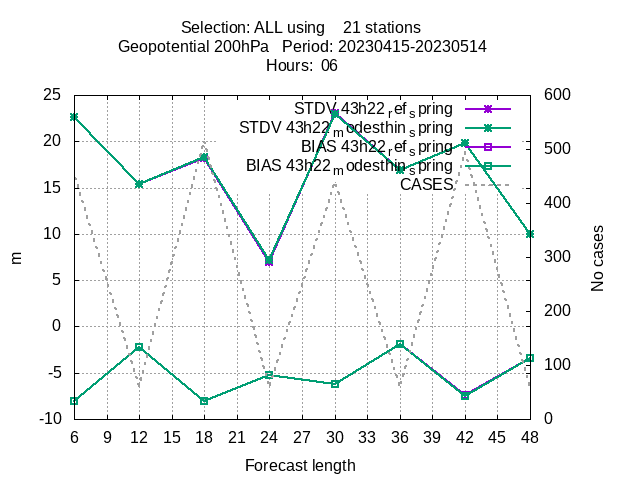 Selection: ALL using 21 stations
Geopotential 200hPa Period: 20230415-20230514
Hours: 06
25
20
15
10
5
0
-5
-10
m
600
500
400
300
200
100
0
No cases
STDV 43h22_ref_spring
STDV 43h22_modesthin_spring
BIAS 43h22_ref_spring
BIAS 43h22_modesthin_spring
CASES
6 9 12 15 18 21 24 27 30 33 36 39 42 45 48
Forecast length